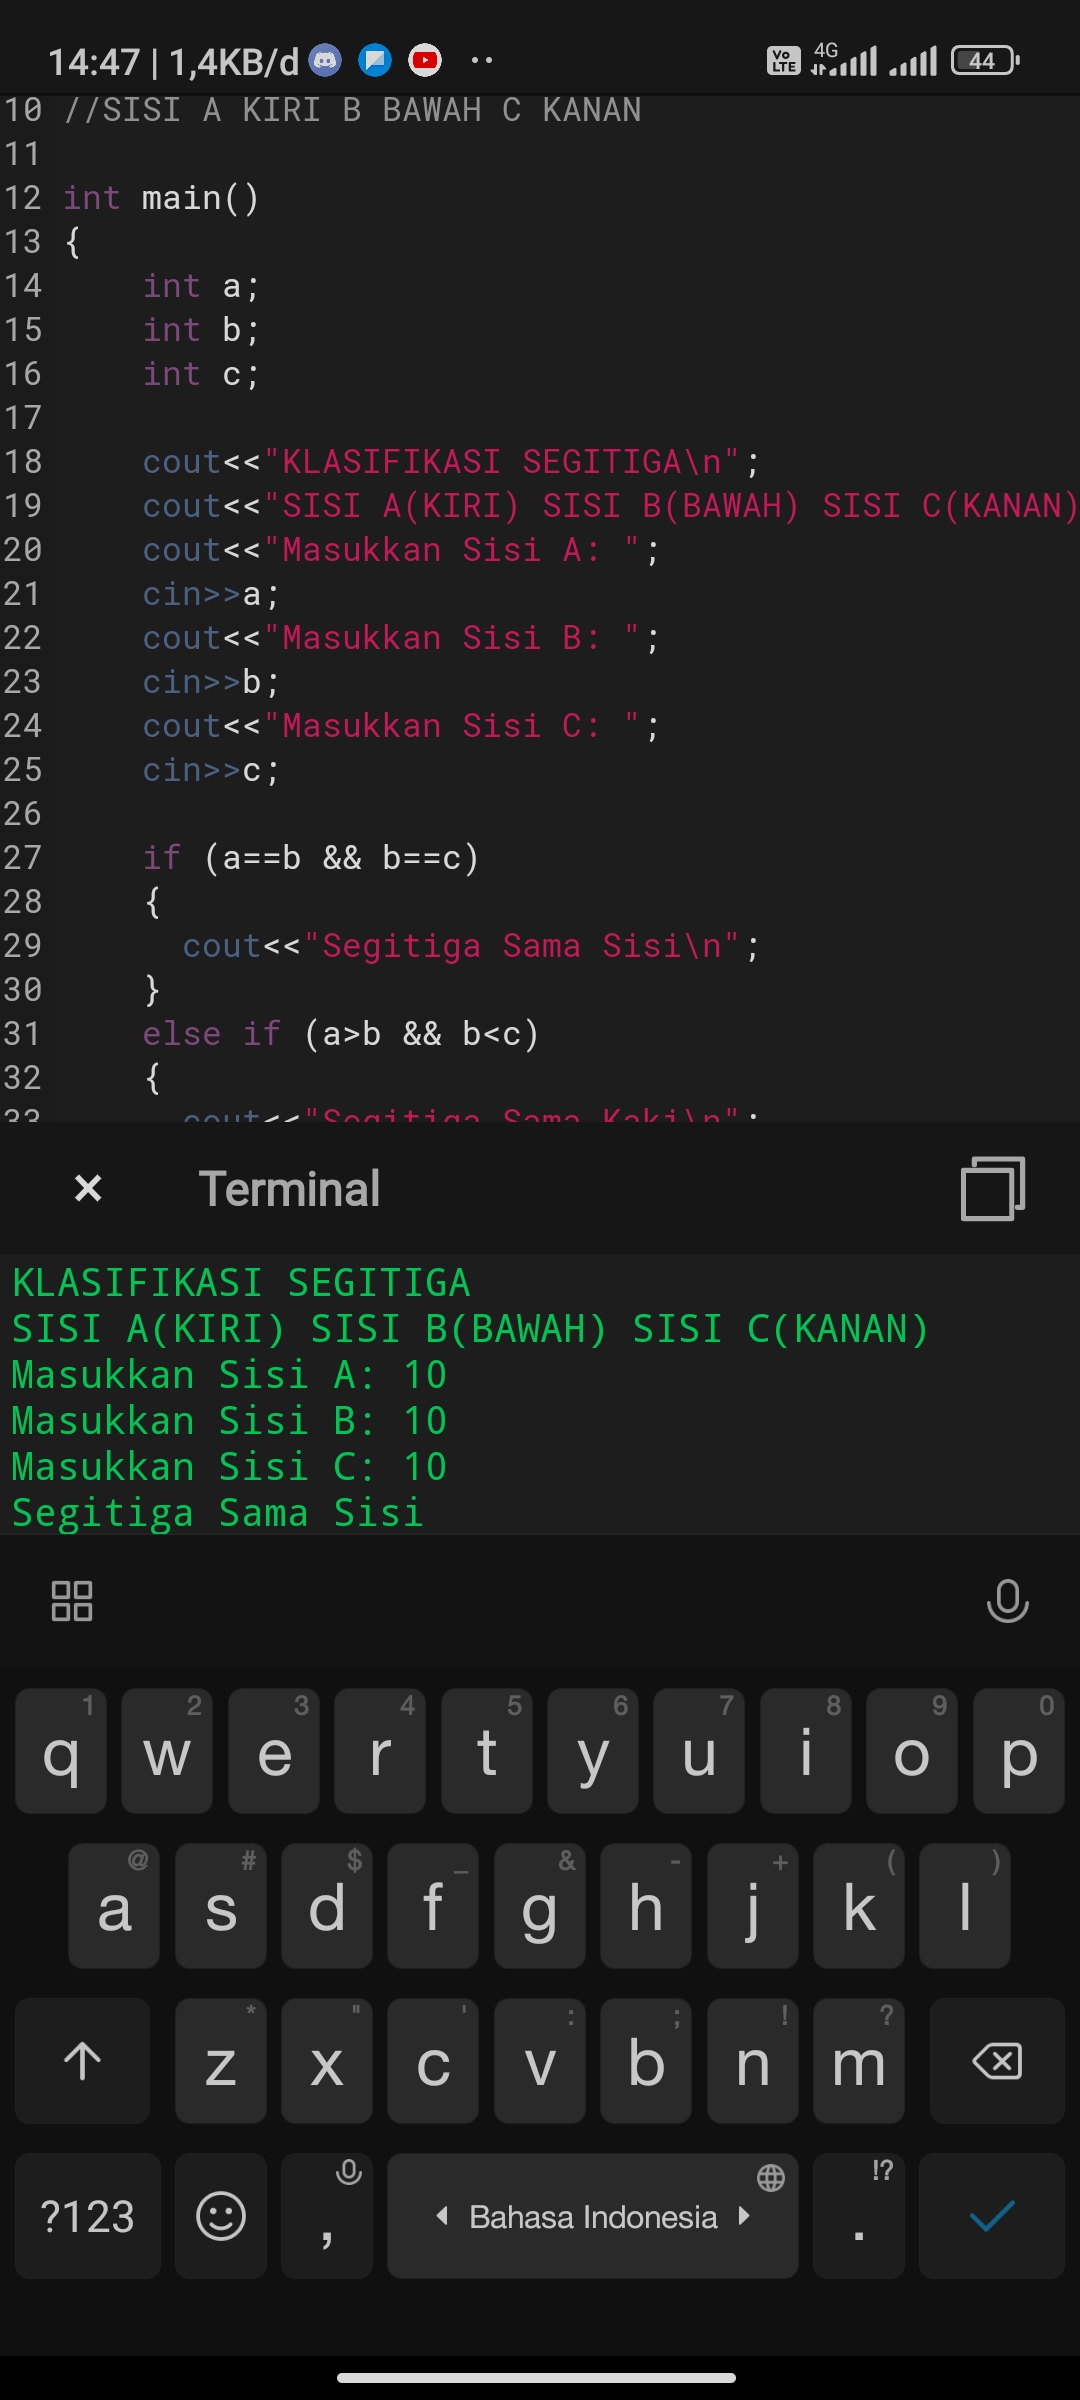 14:47 | 1,4KB/d Vo LTE 4G 44
10 //SISI A KIRI B BAWAH C KANAN
11
12 int main()
13 {
14 int a;
15 int b;
16 int c;
17
18 cout<<"KLASIFIKASI SEGITIGA\n";
19 cout<<"SISI A(KIRI) SISI B(BAWAH) SISI C(KANAN)
20 cout<<"Masukkan Sisi A: ";
21 cin>>a;
22 cout<<"Masukkan Sisi B: ";
23 cin>>b;
24 cout<<"Masukkan Sisi C: ";
25 cin>>c;
26
27 if (a==b && b==c)
28 {
29 cout<<"Segitiga Sama Sisi\n";
30 }
31 else if (a>b && b<c)
32 {
33 cout<<"Segitiga Sama Kaki\n";
Terminal
KLASIFIKASI SEGITIGA
SISI A(KIRI) SISI B(BAWAH) SISI C(KANAN)
Masukkan Sisi A: 10
Masukkan Sisi B: 10
Masukkan Sisi C: 10
Segitiga Sama Sisi
1 2 3 4 5 6 7 8 9 0
q w e r t y u i o p
@ # $ _ & - + ( )
a s d f g h j k l
* " ' : ; ! ?
z x c v b n m
!?
?123 , Bahasa Indonesia .